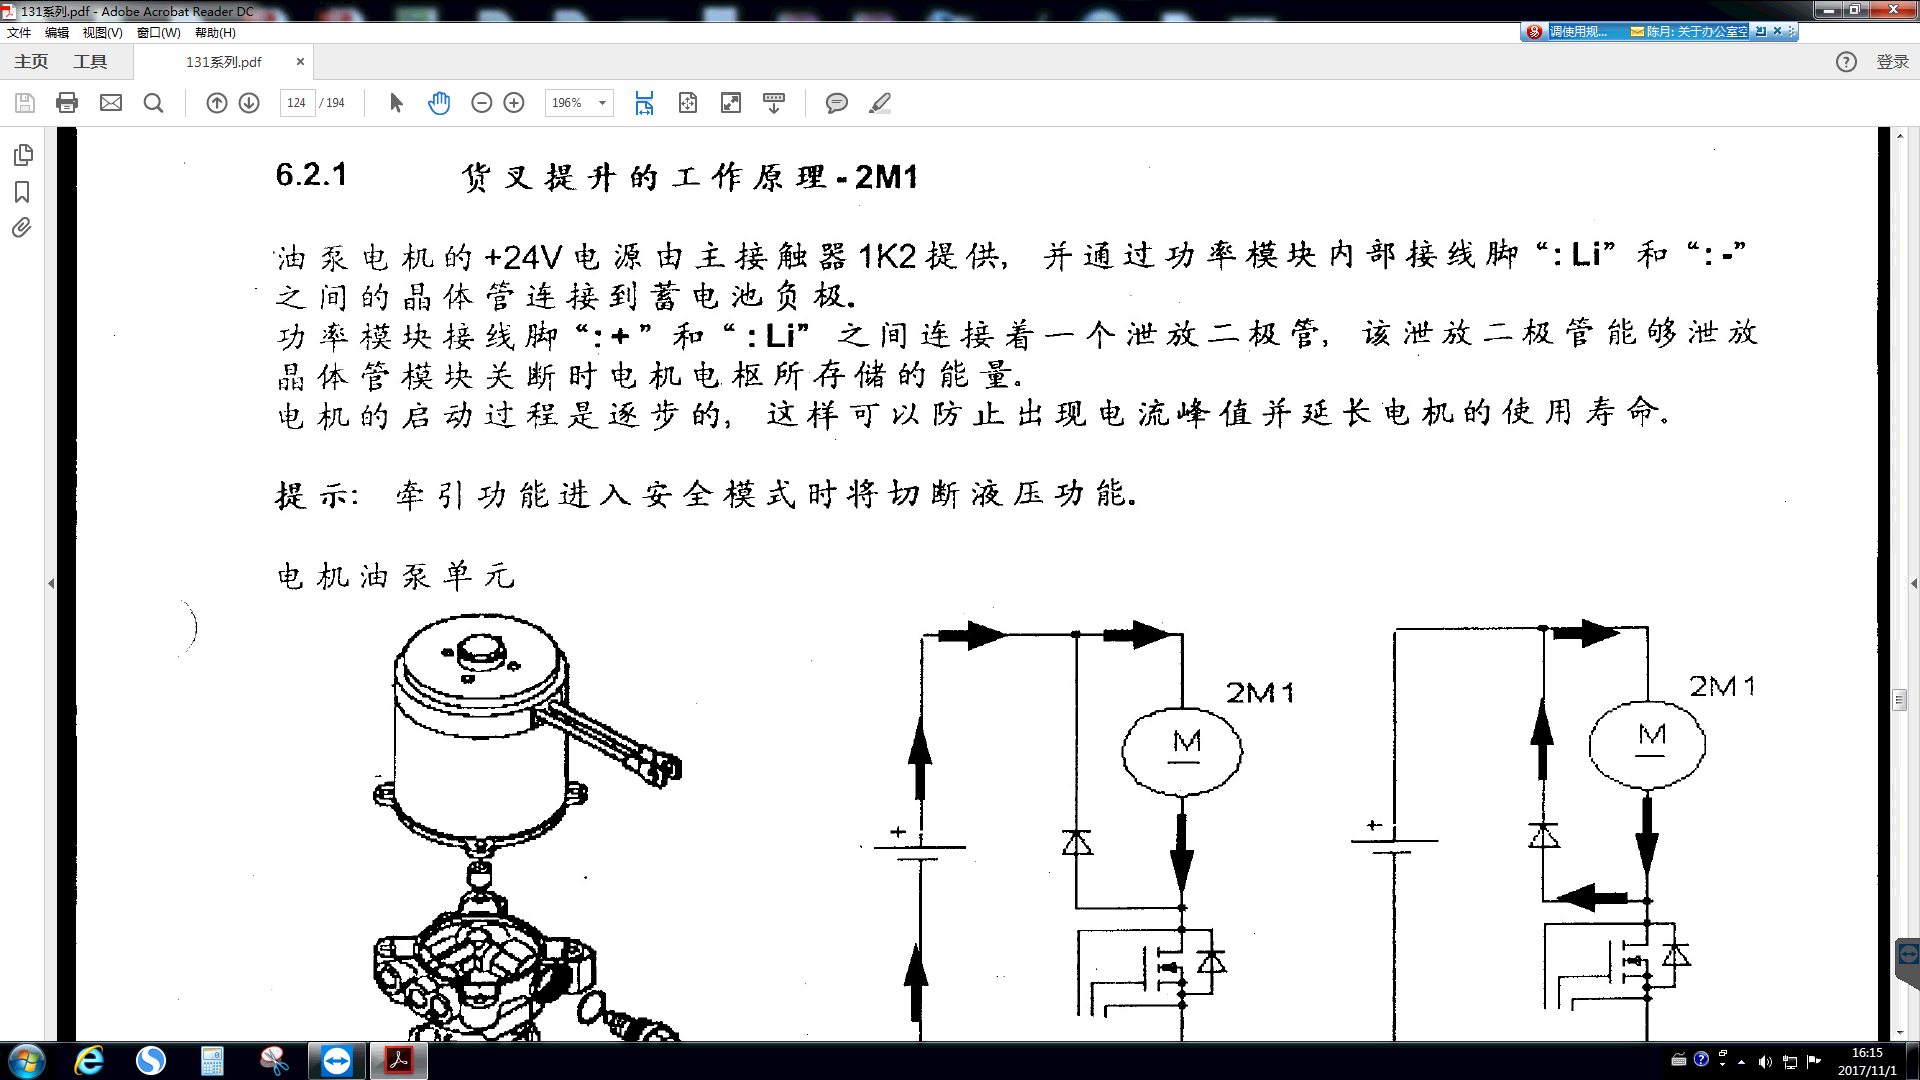 131系列.pdf - Adobe Acrobat Reader DC
文件 编辑 视图(V) 窗口(W) 帮助(H)
调使用规... 陈月: 关于办公室空
主页 工具 131系列.pdf × ? 登录
124 / 194 196%
6.2.1 货叉提升的工作原理-2M1
油泵电机的+24V电源由主接触器1K2提供, 并通过功率模块内部接线脚“: Li”和“: -”
之间的晶体管连接到蓄电池负极.
功率模块接线脚“: +”和“: Li”之间连接着一个泄放二极管, 该泄放二极管能够泄放
晶体管模块关断时电机电枢所存储的能量.
电机的启动过程是逐步的, 这样可以防止出现电流峰值并延长电机的使用寿命.
提示: 牵引功能进入安全模式时将切断液压功能.
电机油泵单元
2M1
M
+
2M1
M
+
16:15
2017/11/1